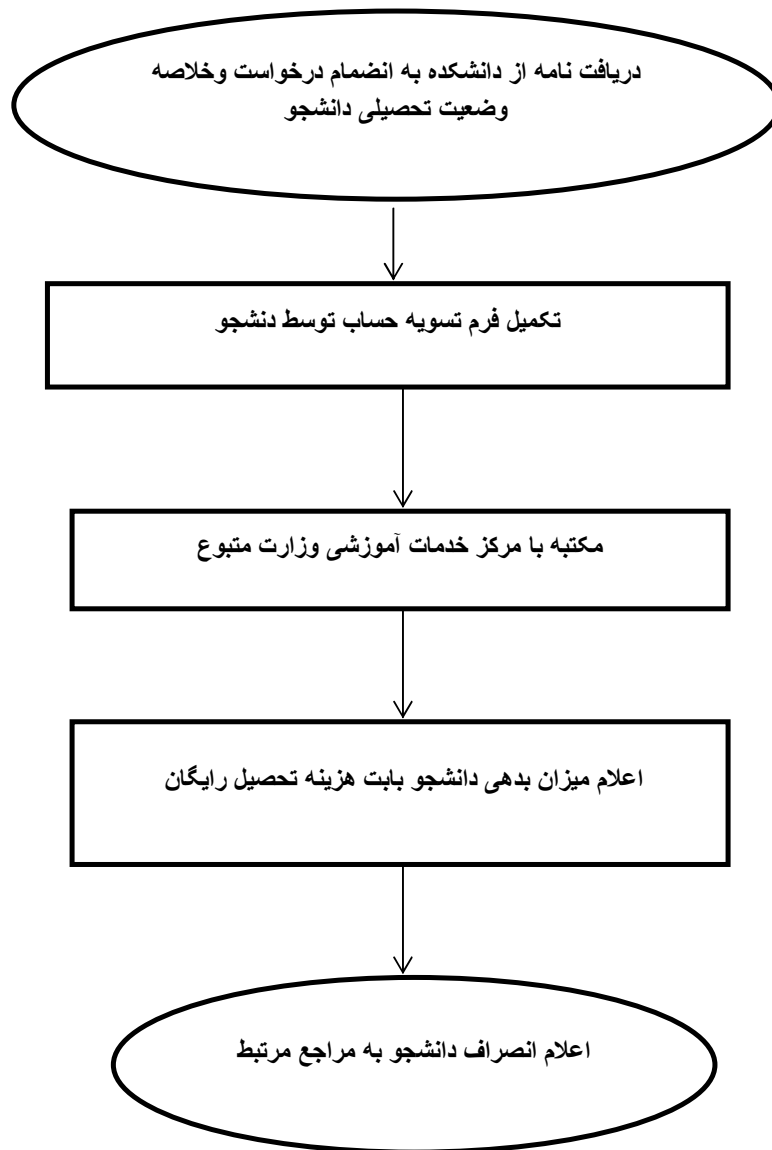 دریافت نامه از دانشکده به انضمام درخواست وخلاصه
وضعیت تحصیلی دانشجو
تکمیل فرم تسویه حساب توسط دنشجو
مکتبه با مرکز خدمات آموزشی وزارت متبوع
اعلام میزان بدهی دانشجو بابت هزینه تحصیل رایگان
اعلام انصراف دانشجو به مراجع مرتبط